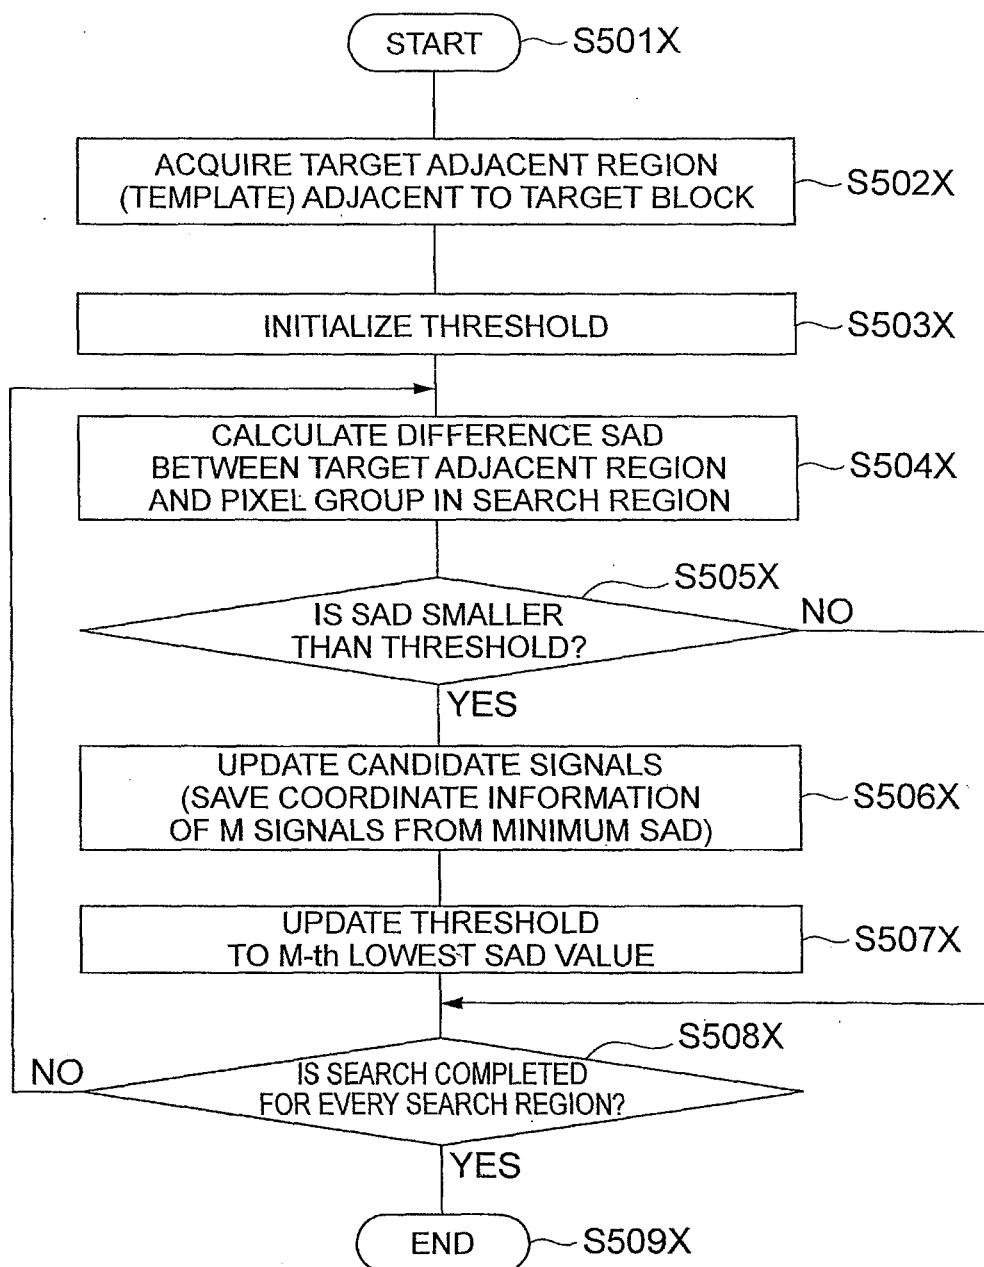 START
S501X
ACQUIRE TARGET ADJACENT REGION
(TEMPLATE) ADJACENT TO TARGET BLOCK
S502X
INITIALIZE THRESHOLD
S503X
CALCULATE DIFFERENCE SAD
BETWEEN TARGET ADJACENT REGION
AND PIXEL GROUP IN SEARCH REGION
S504X
S505X
IS SAD SMALLER
THAN THRESHOLD?
NO
YES
UPDATE CANDIDATE SIGNALS
(SAVE COORDINATE INFORMATION
OF M SIGNALS FROM MINIMUM SAD)
S506X
UPDATE THRESHOLD
TO M-th LOWEST SAD VALUE
S507X
S508X
NO
IS SEARCH COMPLETED
FOR EVERY SEARCH REGION?
YES
END
S509X